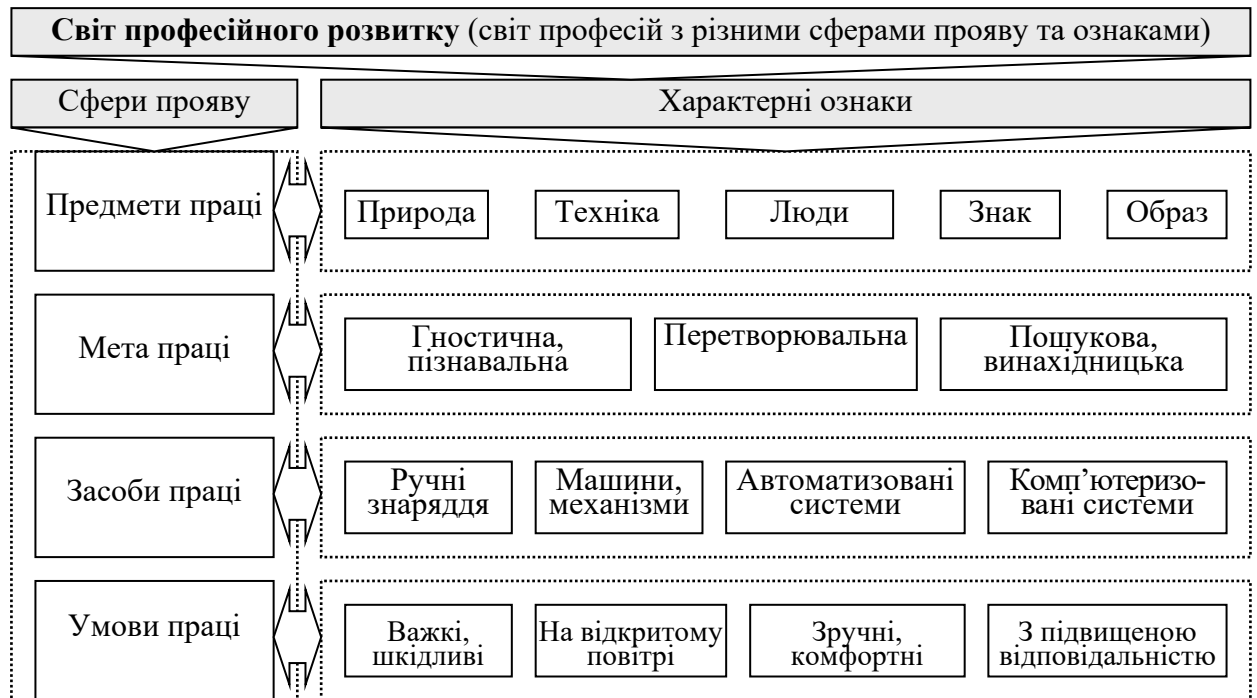 Світ професійного розвитку (світ професій з різними сферами прояву та ознаками)
Сфери прояву
Характерні ознаки
Предмети праці
Природа
Техніка
Люди
Знак
Образ
Мета праці
Гностична,
пізнавальна
Перетворювальна
Пошукова,
винахідницька
Засоби праці
Ручні
знаряддя
Машини,
механізми
Автоматизовані
системи
Комп’ютеризо-
вані системи
Умови праці
Важкі,
шкідливі
На відкритому
повітрі
Зручні,
комфортні
З підвищеною
відповідальністю